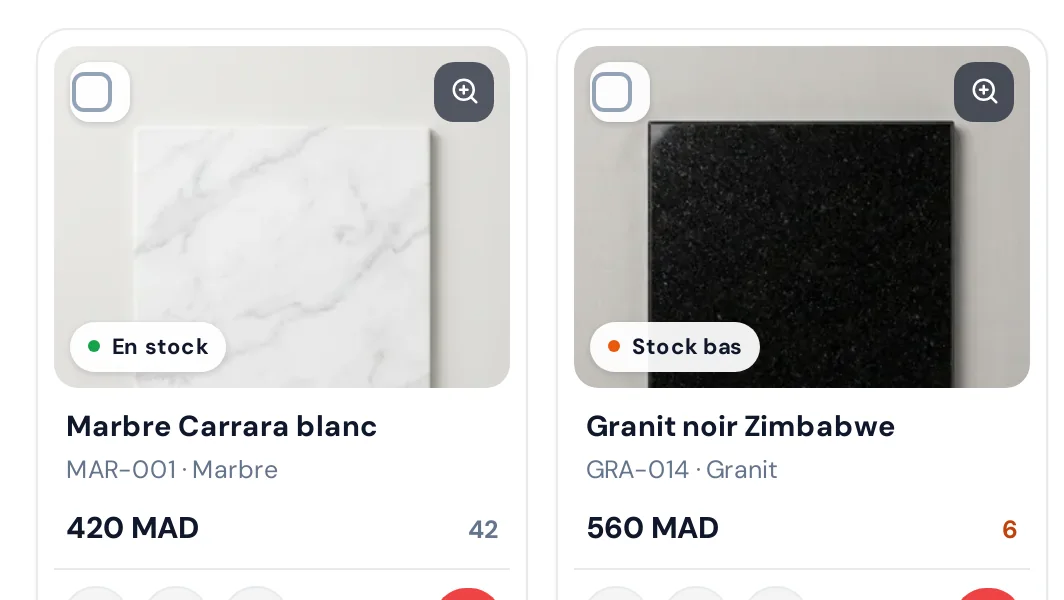 En stock
Marbre Carrara blanc
MAR-001 · Marbre
420 MAD
42
Stock bas
Granit noir Zimbabwe
GRA-014 · Granit
560 MAD
6